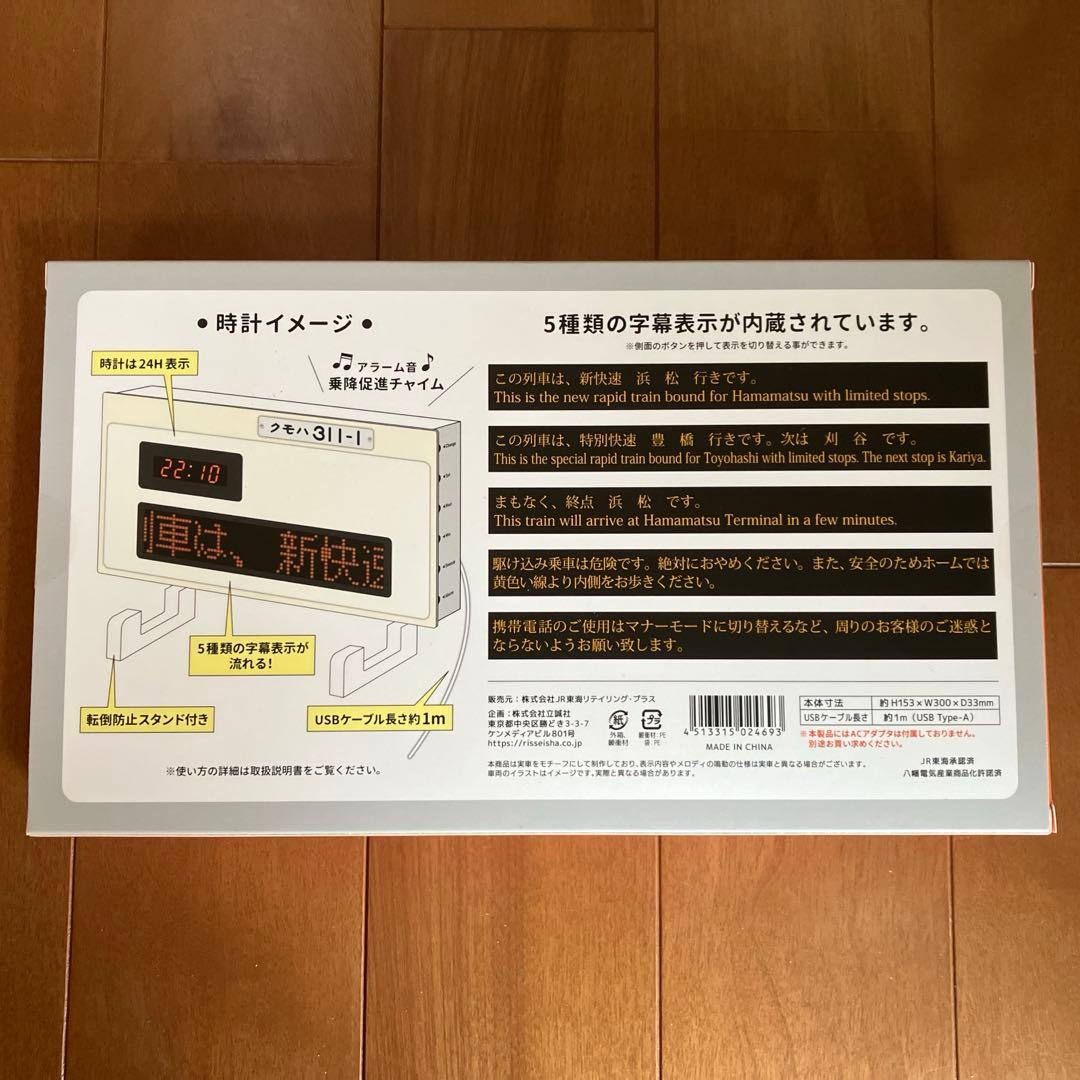 ●時計イメージ●
時計は24H表示
アラーム音
乗降促進チャイム
クモハ311-1
22:10
車は、新快速
5種類の字幕表示が
流れる!
転倒防止スタンド付き
USBケーブル長さ約1m
※使い方の詳細は取扱説明書をご覧ください。
5種類の字幕表示が内蔵されています。
※側面のボタンを押して表示を切り替える事ができます。
この列車は、新快速 浜 松 行きです。
This is the new rapid train bound for Hamamatsu with limited stops.
この列車は、特別快速 豊 橋 行きです。次は 刈 谷 です。
This is the special rapid train bound for Toyohashi with limited stops. The next stop is Kariya.
まもなく、終点 浜 松 です。
This train will arrive at Hamamatsu Terminal in a few minutes.
駆け込み乗車は危険です。絶対におやめください。また、安全のためホームでは
黄色い線より内側をお歩きください。
携帯電話のご使用はマナーモードに切り替えるなど、周りのお客様のご迷惑と
ならないようお願い致します。
販売元:株式会社JR東海リテイリング・プラス
企画:株式会社立誠社
東京都中央区勝どき3-3-7
ケンメディアビル801号
https://risseisha.co.jp
紙
外箱、
緩衝材
プラ
緩衝材:PE
袋:PE
4513315024693
MADE IN CHINA
本体寸法 約H153×W300×D33mm
USBケーブル長さ 約1m(USB Type-A)
※本製品にはACアダプタは付属しておりません。
別途お買い求めください。
本商品は実車をモチーフにして制作しており、表示内容やメロディの鳴動の仕様は実車と異なる場合がございます。
車両のイラストはイメージです。実際と異なる場合があります。
JR東海承認済
八幡電気産業商品化許諾済